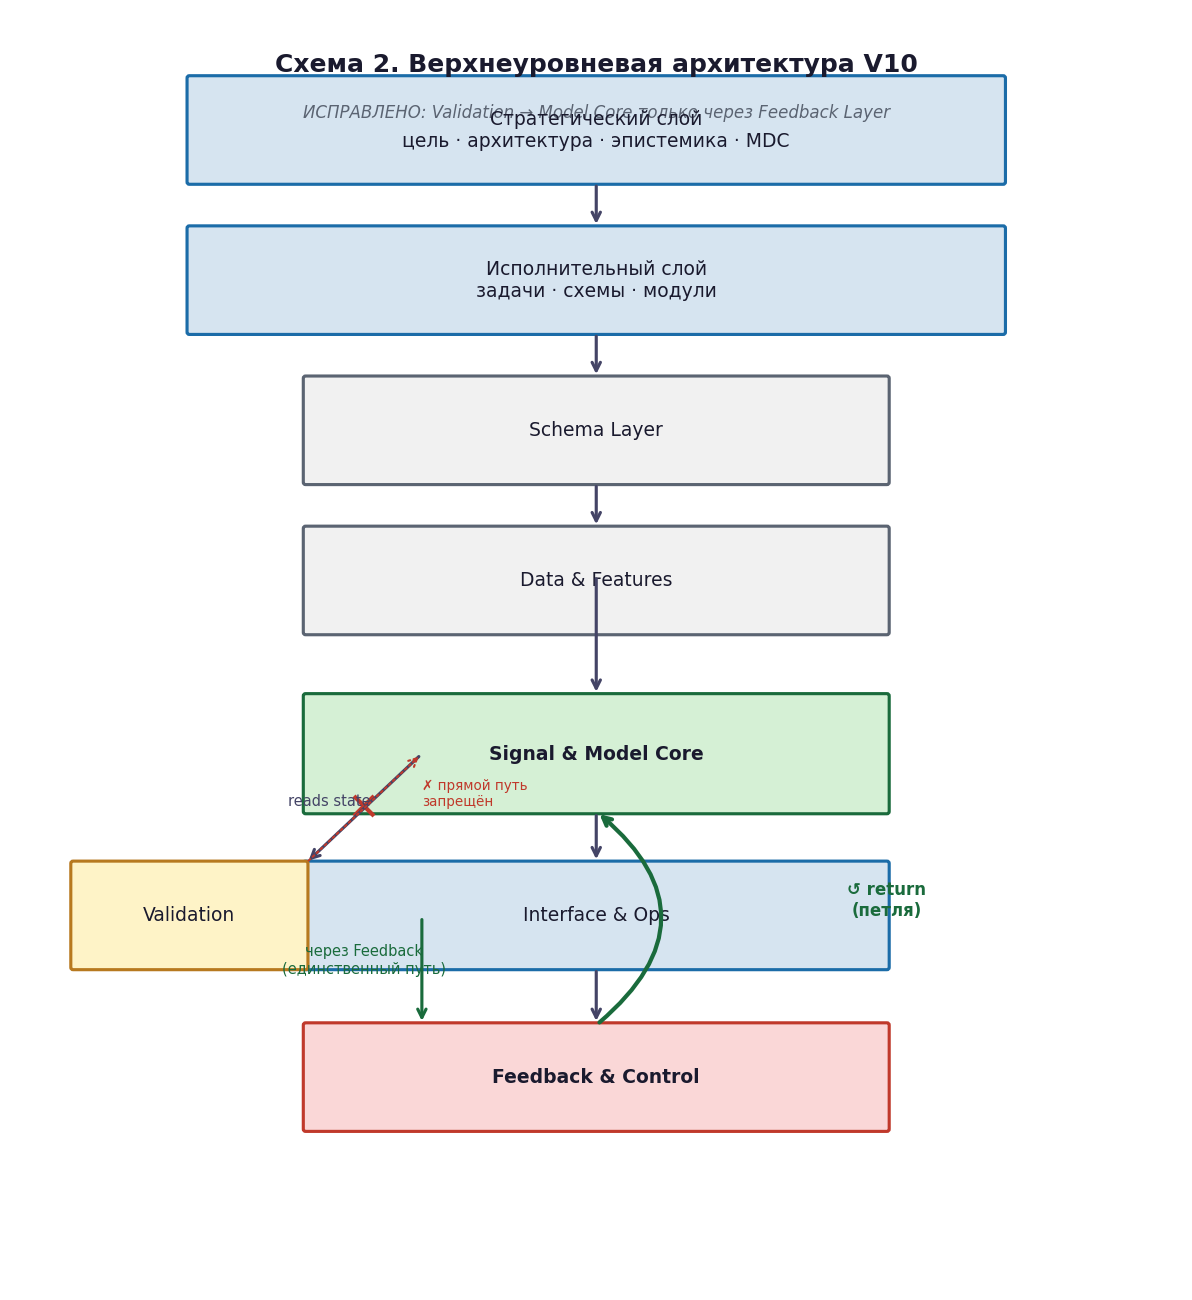 Схема 2. Верхнеуровневая архитектура V10
ИСПРАВЛЕНО: Validation → Model Core только через Feedback Layer
Стратегический слой
цель · архитектура · эпистемика · MDC
Исполнительный слой
задачи · схемы · модули
Schema Layer
Data & Features
Signal & Model Core
✗ прямой путь
запрещён
reads state
Validation
Interface & Ops
↺ return
(петля)
через Feedback
(единственный путь)
Feedback & Control